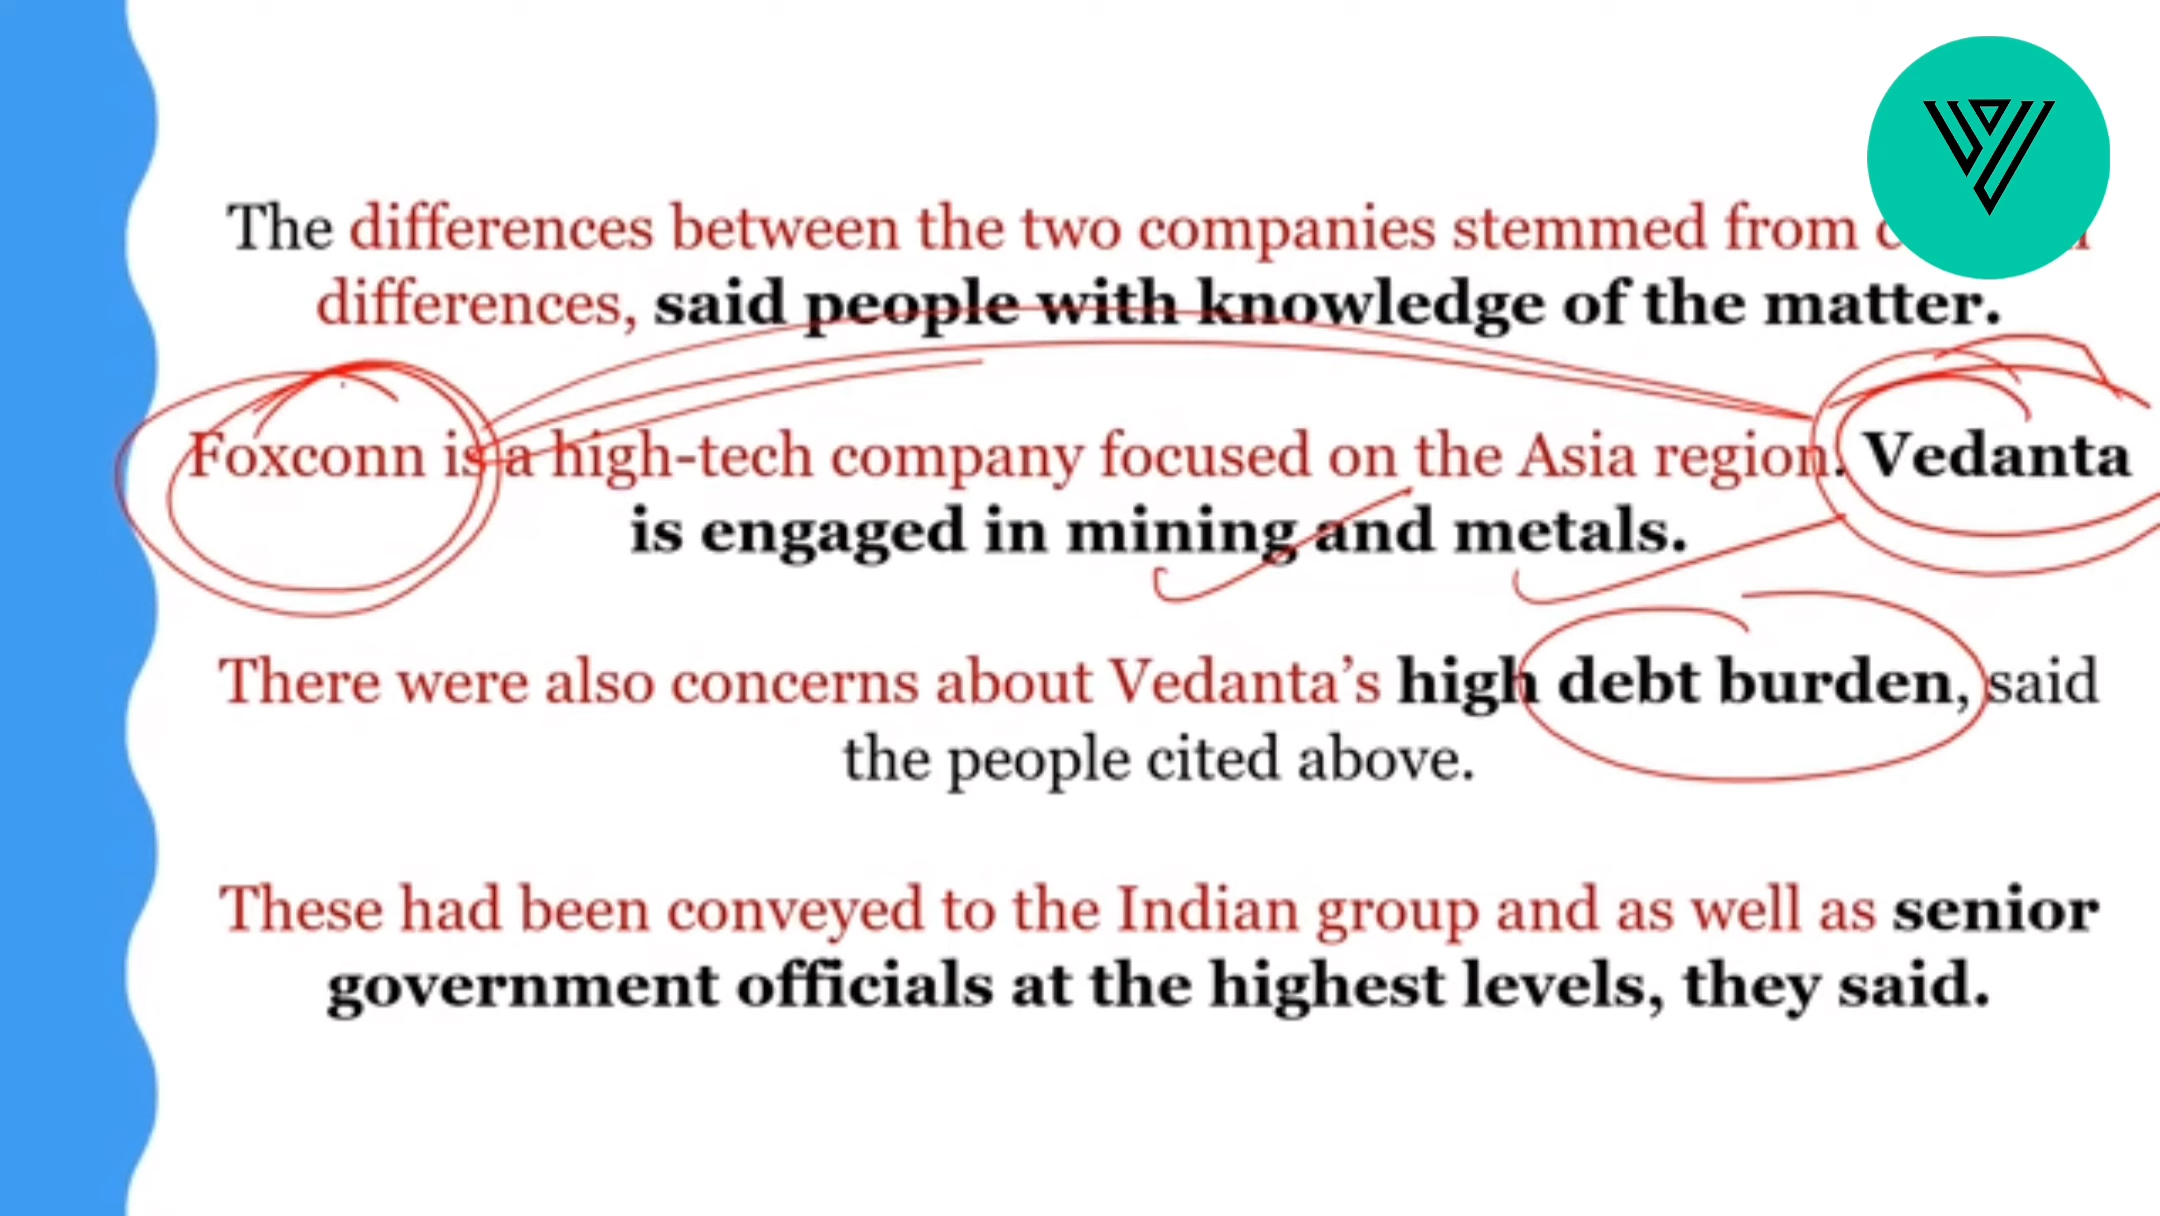 The differences between the two companies stemmed from
differences, said people with knowledge of the matter.
Foxconn is a high-tech company focused on the Asia region. Vedanta
is engaged in mining and metals.
There were also concerns about Vedanta’s high debt burden, said
the people cited above.
These had been conveyed to the Indian group and as well as senior
government officials at the highest levels, they said.